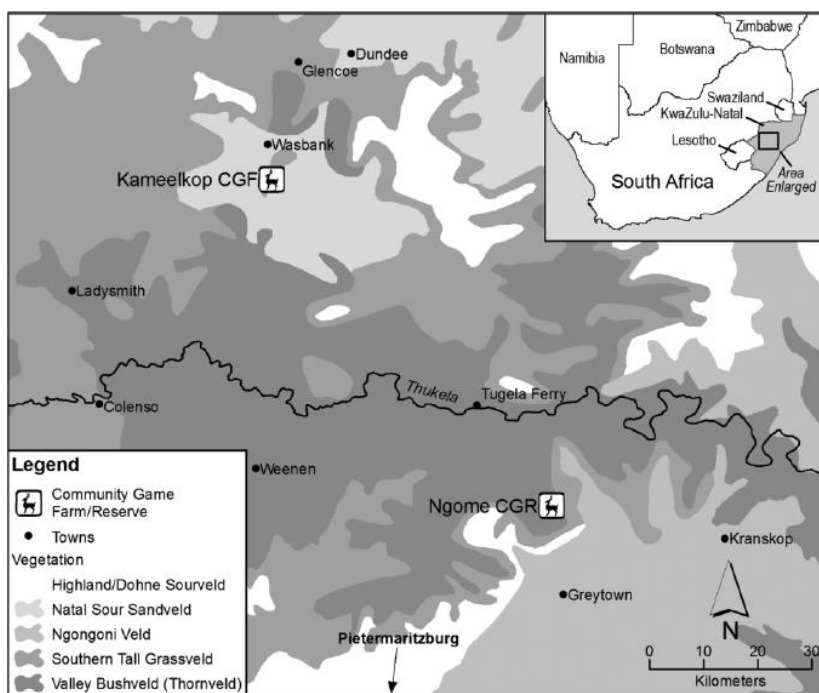 Dundee
Glencoe
Wasbank
Kameelkop CGF
Ladysmith
Thukela
Tugela Ferry
Colenso
Weenen
Ngome CGR
Kranskop
Greytown
Pietermaritzburg
N
0 10 20 30
Kilometers
Zimbabwe
Botswana
Namibia
Swaziland
KwaZulu-Natal
Lesotho
South Africa
Area
Enlarged
Legend
Community Game
Farm/Reserve
Towns
Vegetation
Highland/Dohne Sourveld
Natal Sour Sandveld
Ngongoni Veld
Southern Tall Grassveld
Valley Bushveld (Thornveld)